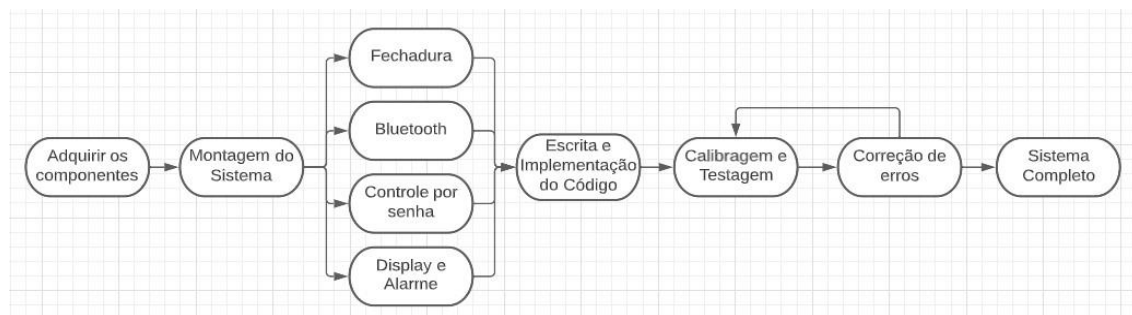 Adquirir os
componentes
Montagem do
Sistema
Fechadura
Bluetooth
Controle por
senha
Display e
Alarme
Escrita e
Implementação
do Código
Calibragem e
Testagem
Correção de
erros
Sistema
Completo